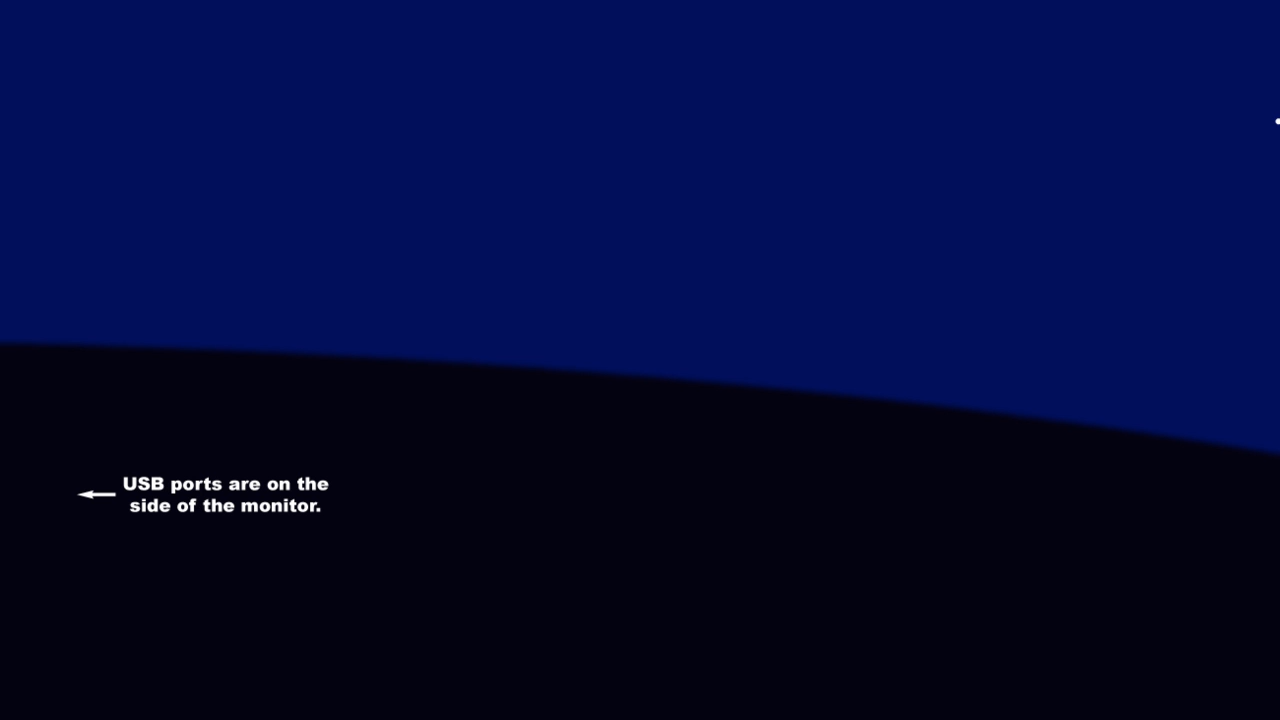 USB ports are on the
side of the monitor.